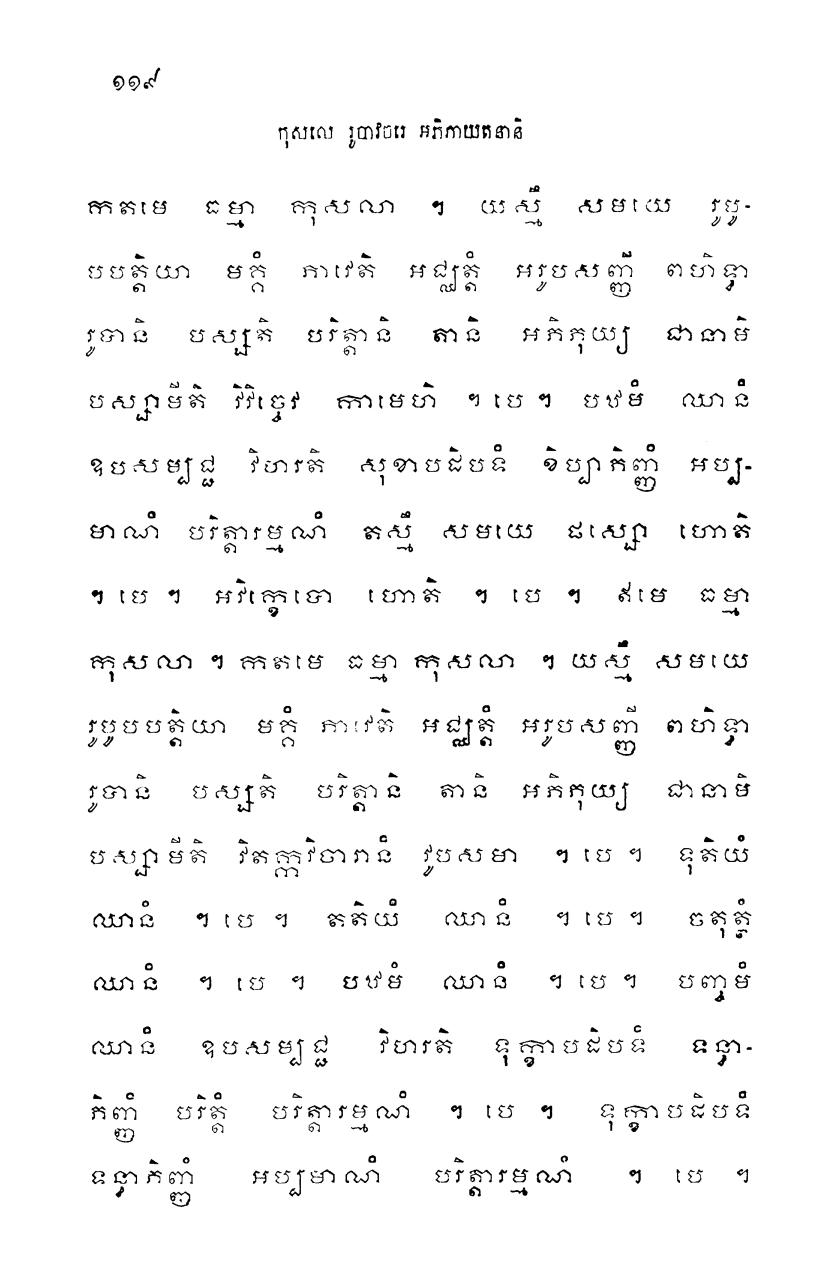 ១១៩
កុសលេ រូបាវចរេ អភិភាយតនានិ
កតមេ ធម្មា កុសលា ។ យស្មឹ សមយេ រូបូ-
បបត្តិយា មគ្គំ ភាវេតិ អជ្ឈត្តំ អរូបសញ្ញី ពហិទ្ធា
រូបានិ បស្សតិ បរិត្តានិ តានិ អភិភុយ្យ ជានាមិ
បស្សាមីតិ វិវិច្ចេវ កាមេហិ ។ បេ ។ បឋមំ ឈានំ
ឧបសម្បជ្ជ វិហរតិ សុខាបដិបទំ ខិប្បាភិញ្ញំ អប្ប-
មាណំ បរិត្តារម្មណំ តស្មឹ សមយេ ផស្សោ ហោតិ
។ បេ ។ អវិក្ខេបោ ហោតិ ។ បេ ។ ឥមេ ធម្មា
កុសលា ។ កតមេ ធម្មា កុសលា ។ យស្មឹ សមយេ
រូបូបបត្តិយា មគ្គំ ភាវេតិ អជ្ឈត្តំ អរូបសញ្ញី ពហិទ្ធា
រូបានិ បស្សតិ បរិត្តានិ តានិ អភិភុយ្យ ជានាមិ
បស្សាមីតិ វិតក្កវិចារានំ វូបសមា ។ បេ ។ ទុតិយំ
ឈានំ ។ បេ ។ តតិយំ ឈានំ ។ បេ ។ ចតុត្ថំ
ឈានំ ។ បេ ។ បឋមំ ឈានំ ។ បេ ។ បញ្ចមំ
ឈានំ ឧបសម្បជ្ជ វិហរតិ ទុក្ខាបដិបទំ ទន្ធា-
ភិញ្ញំ បរិត្តំ បរិត្តារម្មណំ ។ បេ ។ ទុក្ខាបដិបទំ
ទន្ធាភិញ្ញំ អប្បមាណំ បរិត្តារម្មណំ ។ បេ ។